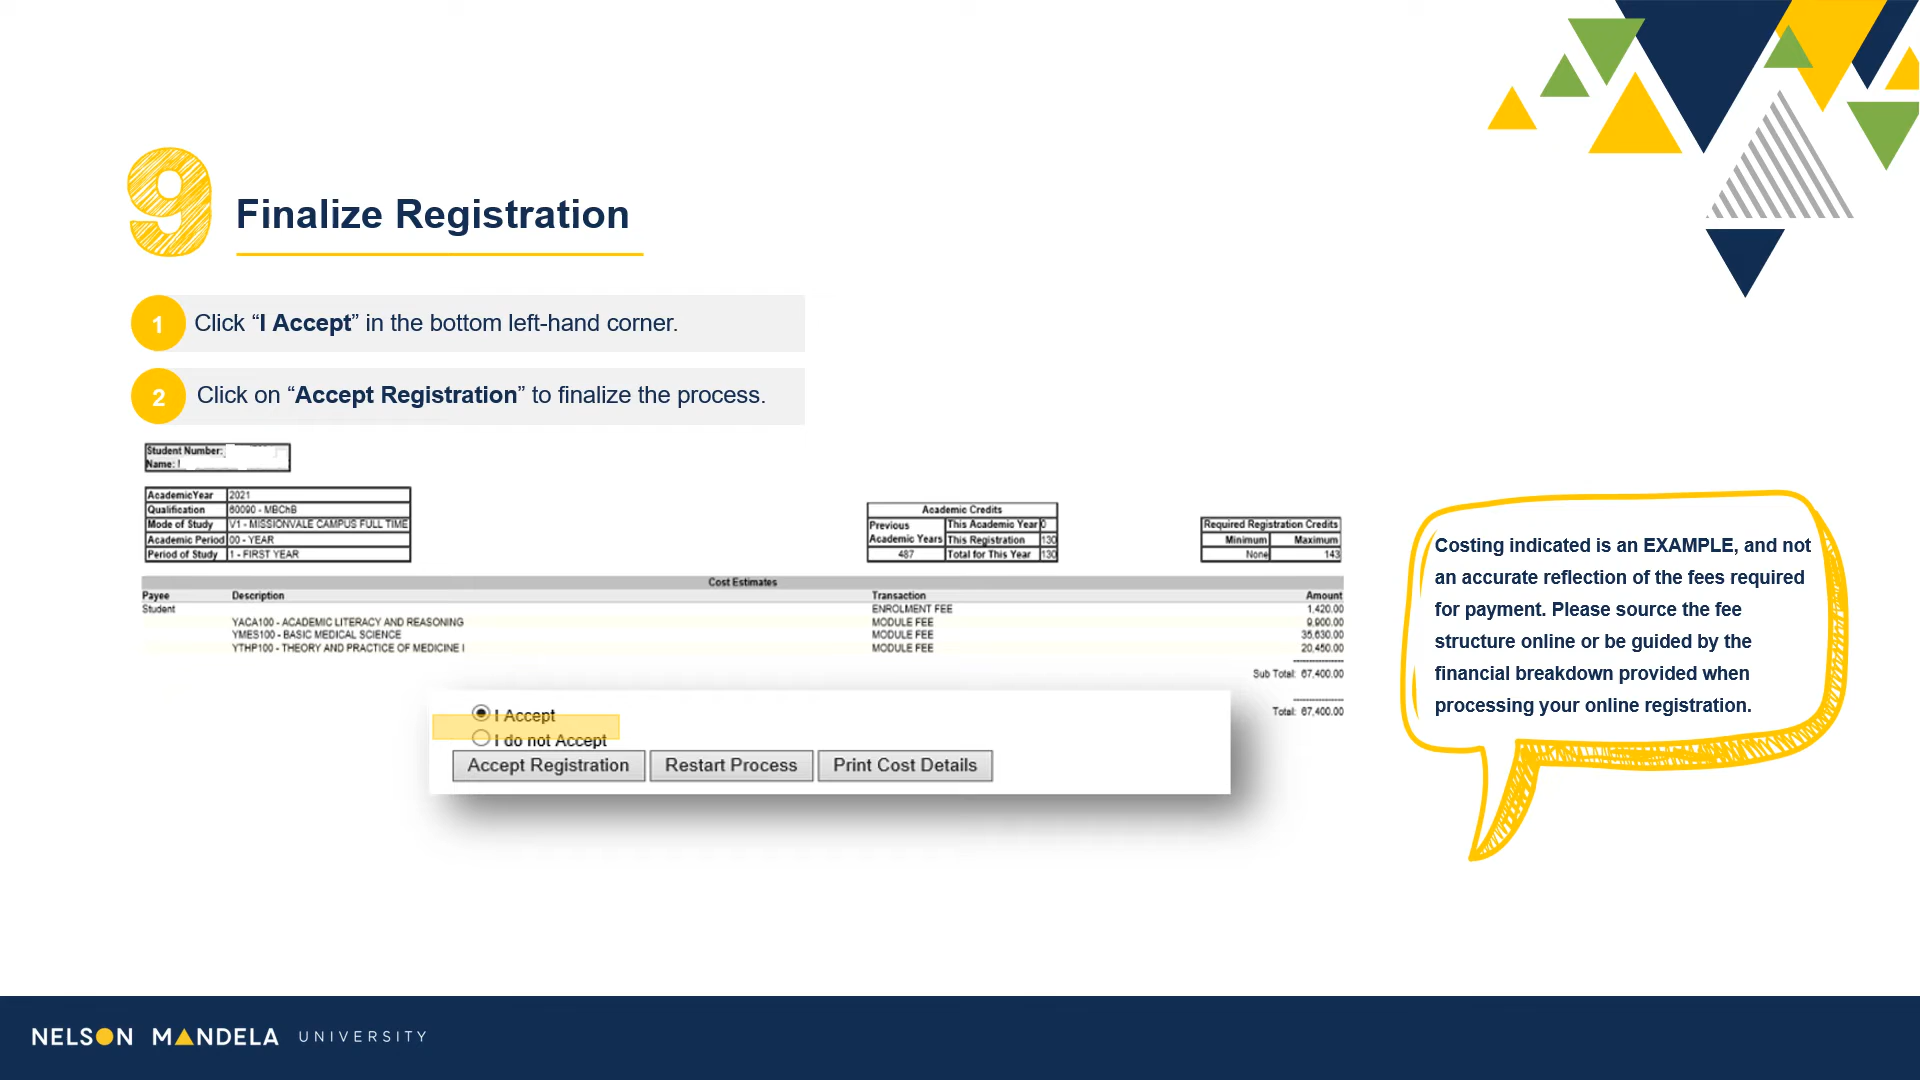 9
Finalize Registration
1 Click “I Accept” in the bottom left-hand corner.
2 Click on “Accept Registration” to finalize the process.
Student Number:
Name:
AcademicYear 2021
Qualification 60090 - MBChB
Mode of Study V1 - MISSIONVALE CAMPUS FULL TIME
Academic Period 00 - YEAR
Period of Study 1 - FIRST YEAR
Academic Credits
Previous This Academic Year 0
Academic Years This Registration 130
487 Total for This Year 130
Required Registration Credits
Minimum Maximum
None 143
Cost Estimates
Payee Description Transaction Amount
Student ENROLMENT FEE 1,420.00
YACA100 - ACADEMIC LITERACY AND REASONING MODULE FEE 9,900.00
YMES100 - BASIC MEDICAL SCIENCE MODULE FEE 35,630.00
YTHP100 - THEORY AND PRACTICE OF MEDICINE I MODULE FEE 20,450.00
Sub Total: 67,400.00
Total: 67,400.00
I Accept
I do not Accept
Accept Registration Restart Process Print Cost Details
Costing indicated is an EXAMPLE, and not
an accurate reflection of the fees required
for payment. Please source the fee
structure online or be guided by the
financial breakdown provided when
processing your online registration.
NELSON MANDELA UNIVERSITY